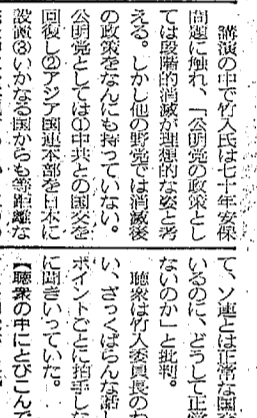 講演の中で竹入氏は七十年安保
問題に触れ、「公明党の政策とし
ては段階的消滅が理想的な姿と考
える。しかし他の野党では消滅後
の政策をなんにも持っていない。
公明党としては①中共との国交を
回復し②アジア国連本部を日本に
設置③いかなる国からも等距離な
て、ソ連とは正常な国交
いるのに、どうして正常
ないのか」と批判。
聴衆は竹入委員長のわ
い、ざっくばらんな話し
ポイントごとに拍手しな
に聞きいっていた。
【聴衆の中にとびこんで